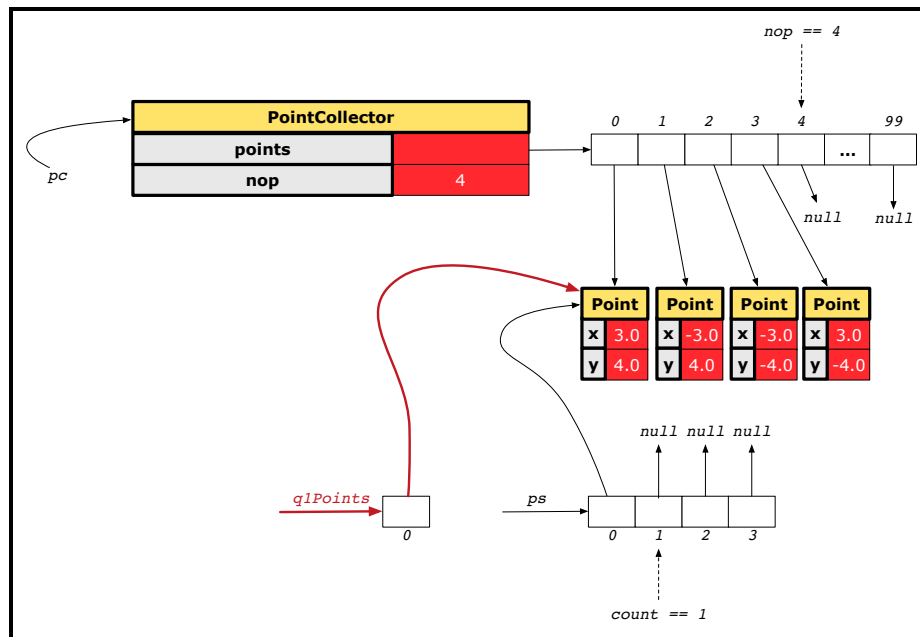 nop == 4
0 1 2 3 4 99
PointCollector
points
...
nop 4
pc
null
null
Point Point Point Point
x 3.0 x -3.0 x -3.0 x 3.0
y 4.0 y 4.0 y -4.0 y -4.0
null null null
q1Points
ps
0
0 1 2 3
count == 1